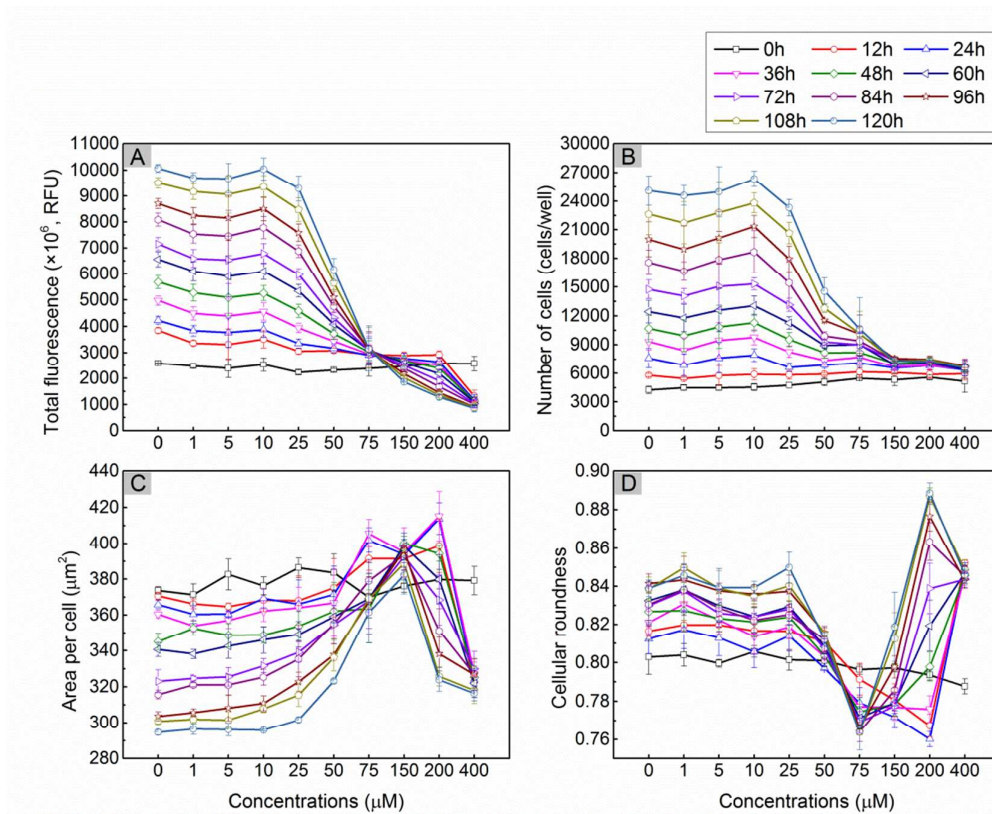 0h 12h 24h
36h 48h 60h
72h 84h 96h
108h 120h
A
Total fluorescence (×10⁶, RFU)
11000
10000
9000
8000
7000
6000
5000
4000
3000
2000
1000
0
0 1 5 10 25 50 75 150 200 400
B
Number of cells (cells/well)
30000
27000
24000
21000
18000
15000
12000
9000
6000
3000
0
0 1 5 10 25 50 75 150 200 400
C
Area per cell (μm²)
440
420
400
380
360
340
320
300
280
0 1 5 10 25 50 75 150 200 400
Concentrations (μM)
D
Cellular roundness
0.90
0.88
0.86
0.84
0.82
0.80
0.78
0.76
0 1 5 10 25 50 75 150 200 400
Concentrations (μM)